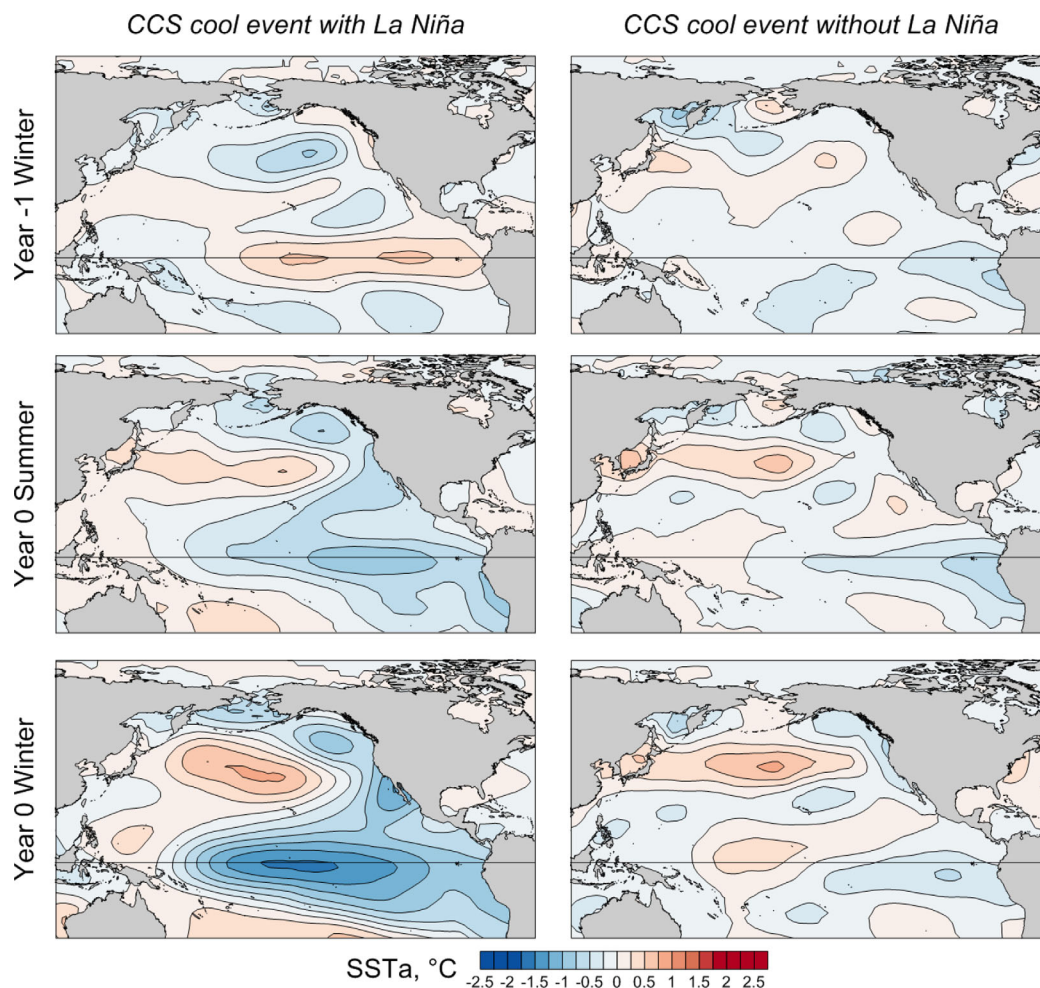 CCS cool event with La Niña
CCS cool event without La Niña
Year -1 Winter
Year 0 Summer
Year 0 Winter
SSTa, °C
-2.5 -2 -1.5 -1 -0.5 0 0.5 1 1.5 2 2.5